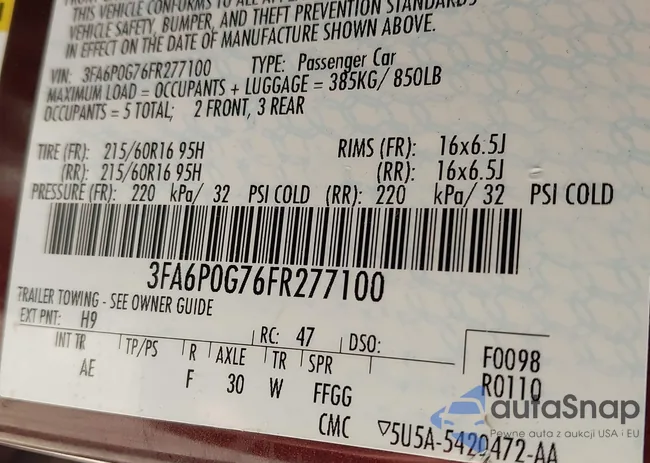 THIS VEHICLE CONFORMS TO ALL
VEHICLE SAFETY, BUMPER, AND THEFT PREVENTION STANDARDS
IN EFFECT ON THE DATE OF MANUFACTURE SHOWN ABOVE.
VIN: 3FA6P0G76FR277100 TYPE: Passenger Car
MAXIMUM LOAD = OCCUPANTS + LUGGAGE = 385KG/ 850LB
OCCUPANTS = 5 TOTAL; 2 FRONT, 3 REAR
TIRE (FR): 215/60R16 95H RIMS (FR): 16x6.5J
(RR): 215/60R16 95H (RR): 16x6.5J
PRESSURE (FR): 220 kPa/ 32 PSI COLD (RR): 220 kPa/ 32 PSI COLD
3FA6P0G76FR277100
TRAILER TOWING - SEE OWNER GUIDE
EXT PNT: H9 RC: 47 DSO:
INT TR TP/PS R AXLE TR SPR F0098
AE F 30 W FFGG R0110
CMC 5U5A-5420472-AA
autaSnap
Pewne auta z aukcji USA i EU